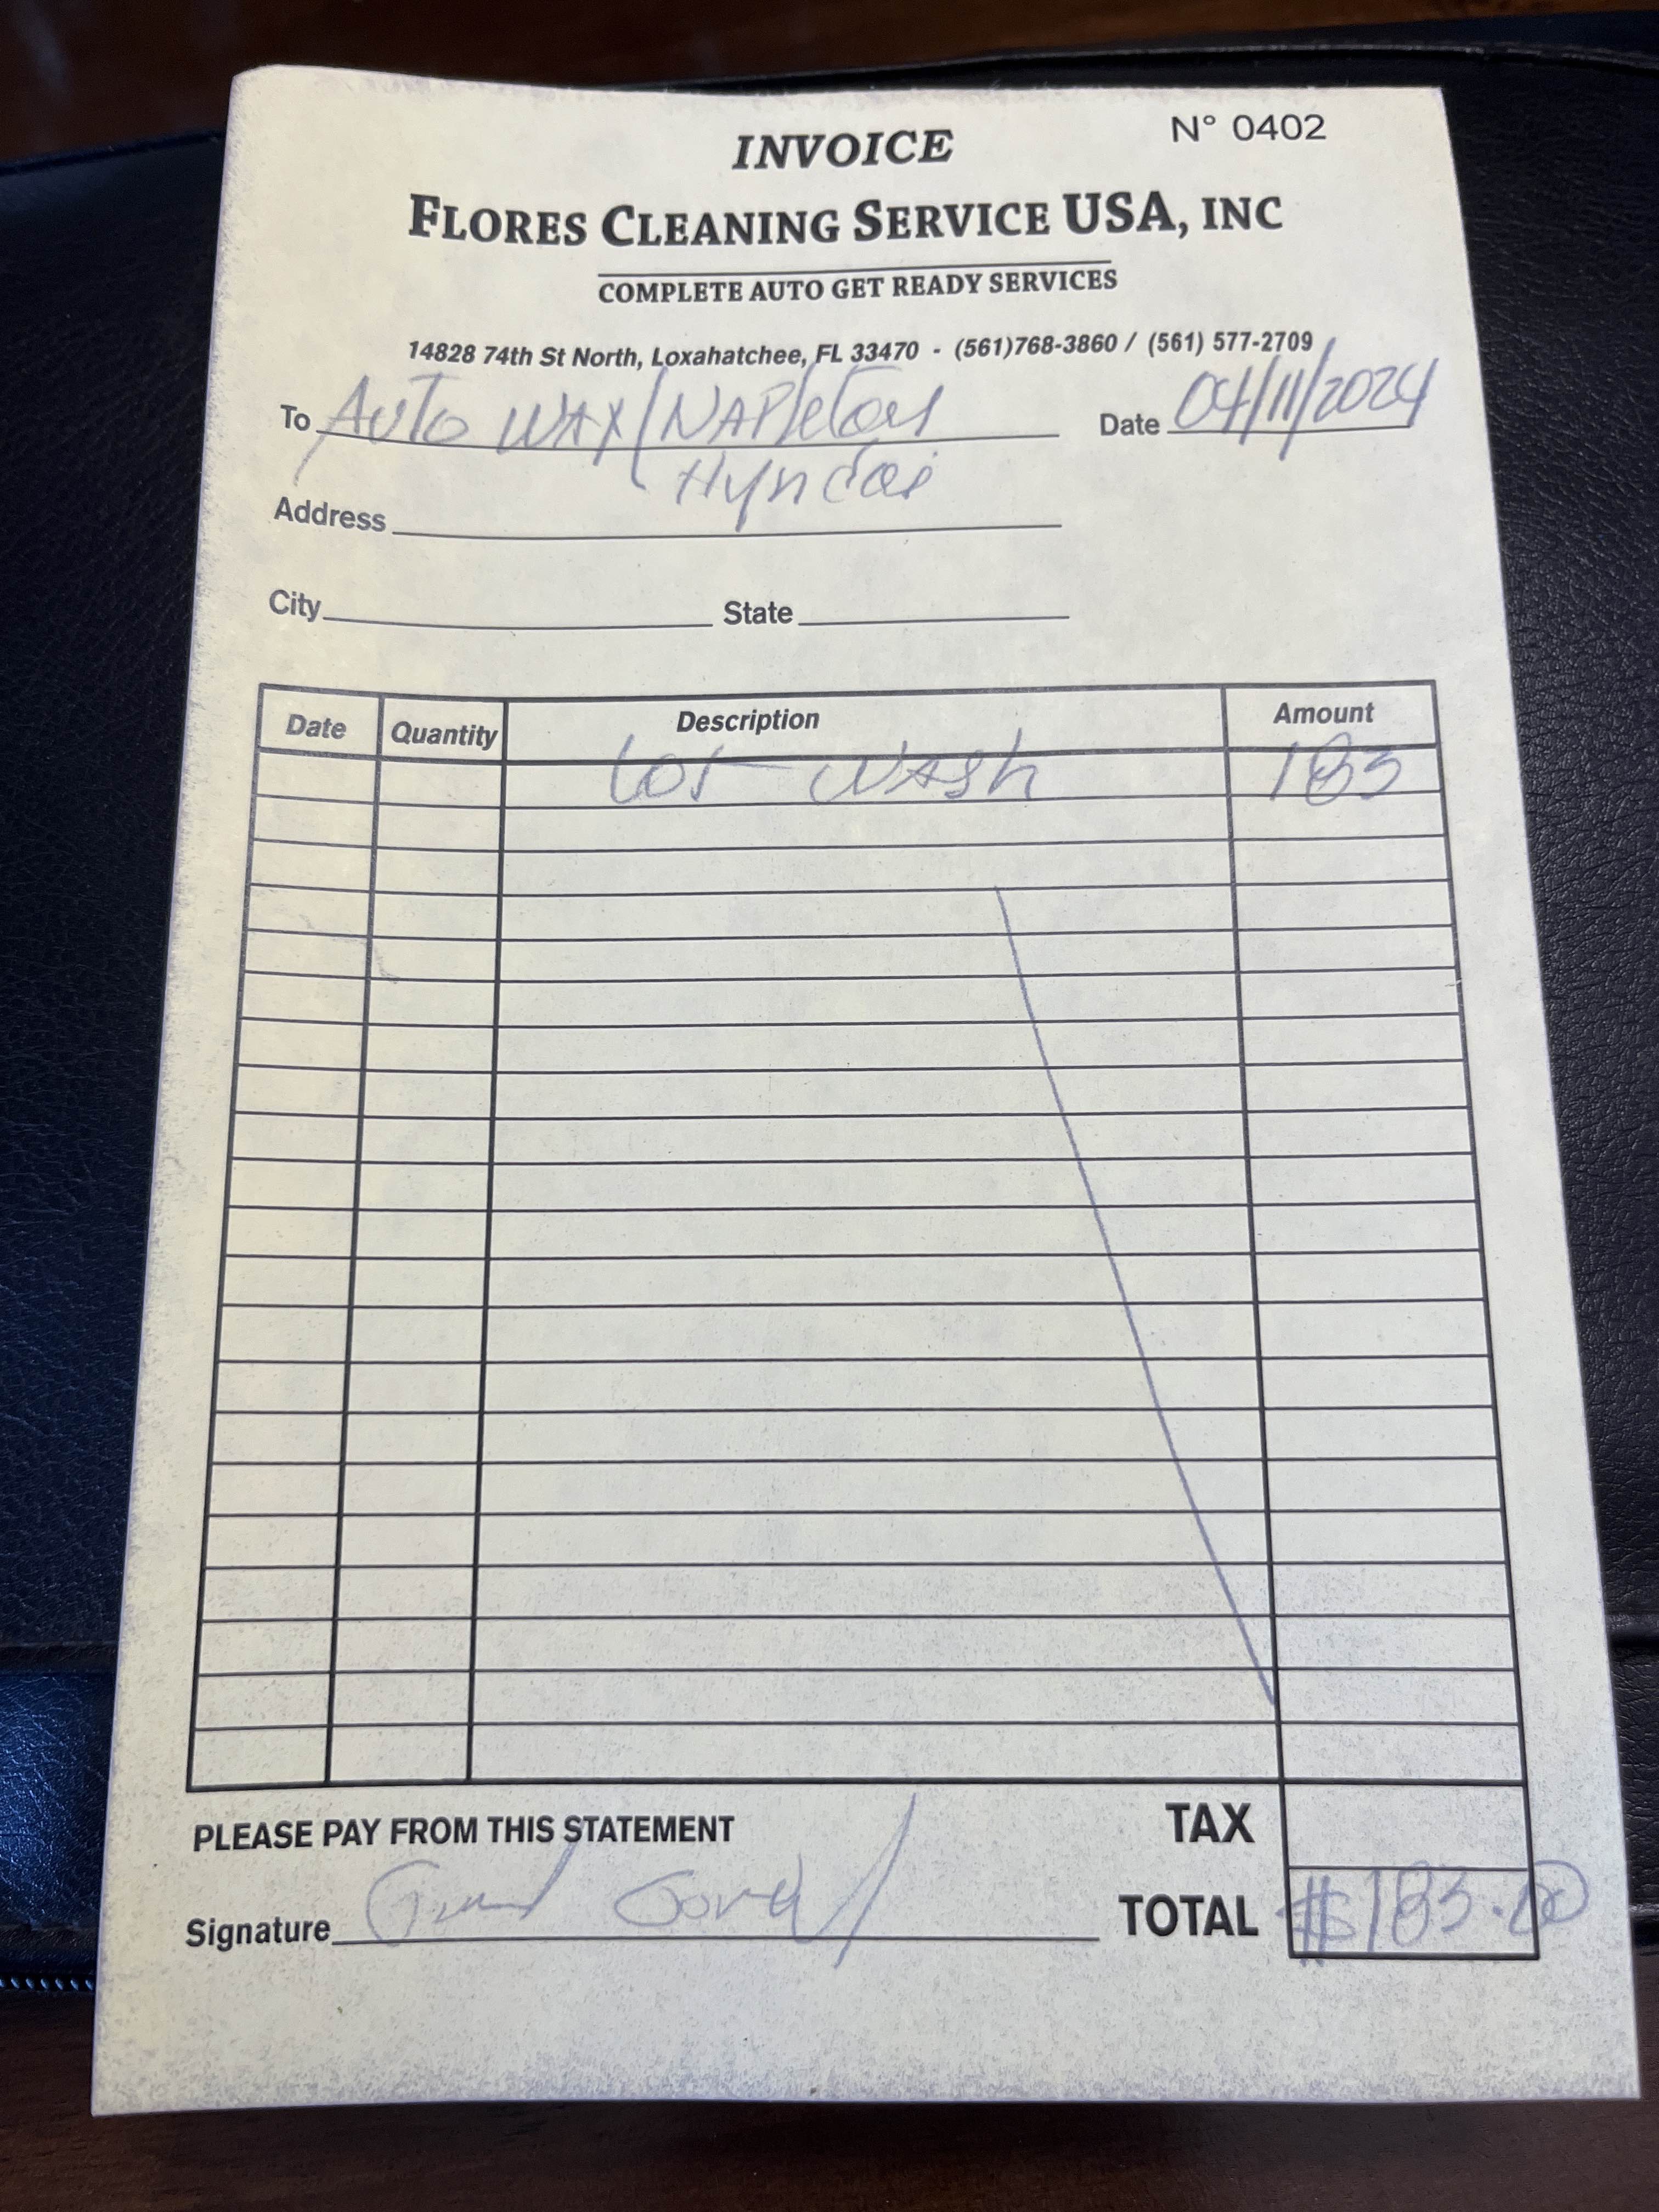 INVOICE
N° 0402
FLORES CLEANING SERVICE USA, INC
COMPLETE AUTO GET READY SERVICES
14828 74th St North, Loxahatchee, FL 33470 - (561)768-3860 / (561) 577-2709
To Auto WAX/NAPleton Date 04/11/2024
Hyndai
Address
City State
Date Quantity Description Amount
Lot WASh 183
PLEASE PAY FROM THIS STATEMENT TAX
Signature TOTAL $183.00